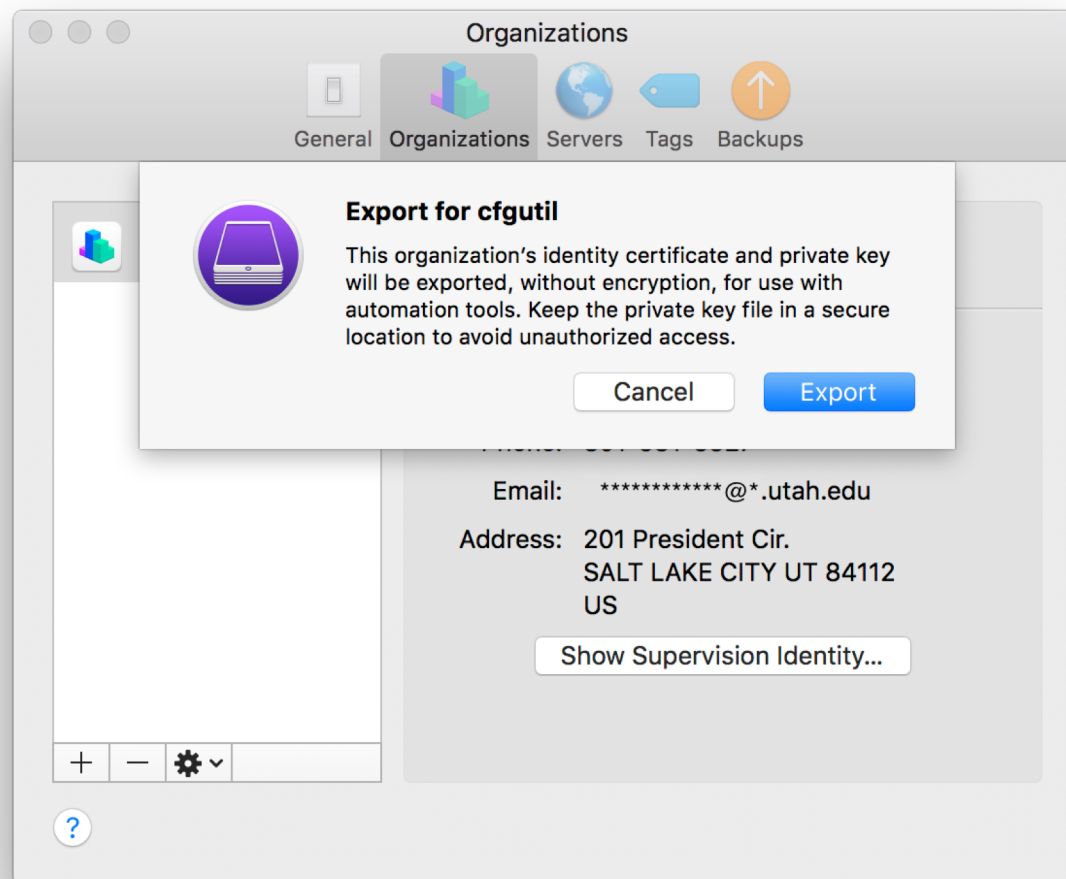 Organizations
General Organizations Servers Tags Backups
Export for cfgutil
This organization's identity certificate and private key
will be exported, without encryption, for use with
automation tools. Keep the private key file in a secure
location to avoid unauthorized access.
Cancel Export
Email: ************@*.utah.edu
Address: 201 President Cir.
SALT LAKE CITY UT 84112
US
Show Supervision Identity...
?